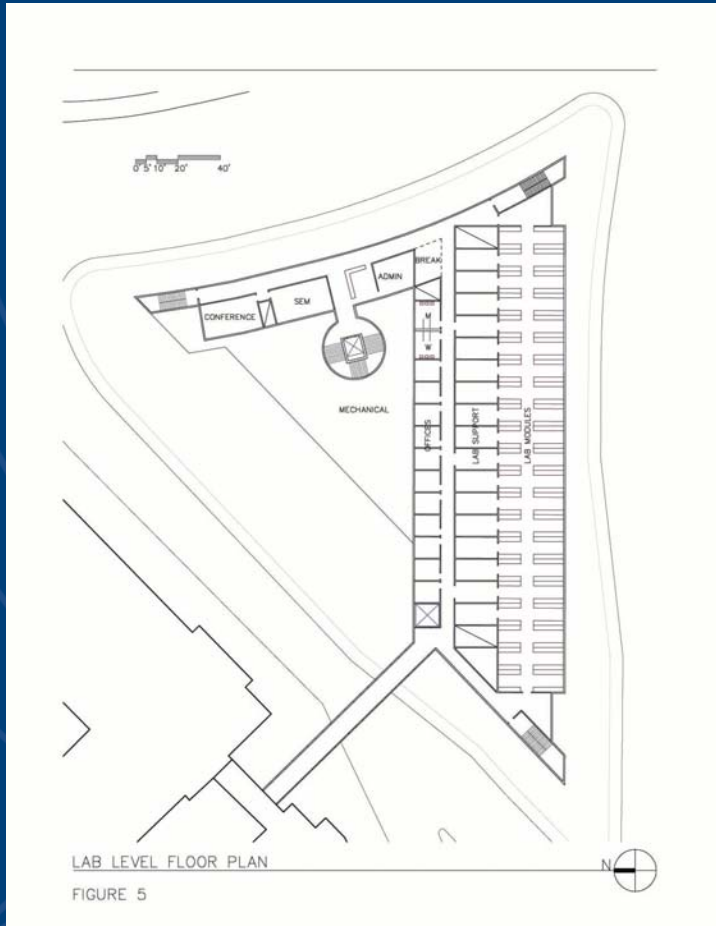 0' 5' 10' 20' 40'
BREAK
ADMIN
SEM
CONFERENCE
M
W
MECHANICAL
OFFICES
LAB SUPPORT
LAB MODULES
LAB LEVEL FLOOR PLAN
N
FIGURE 5